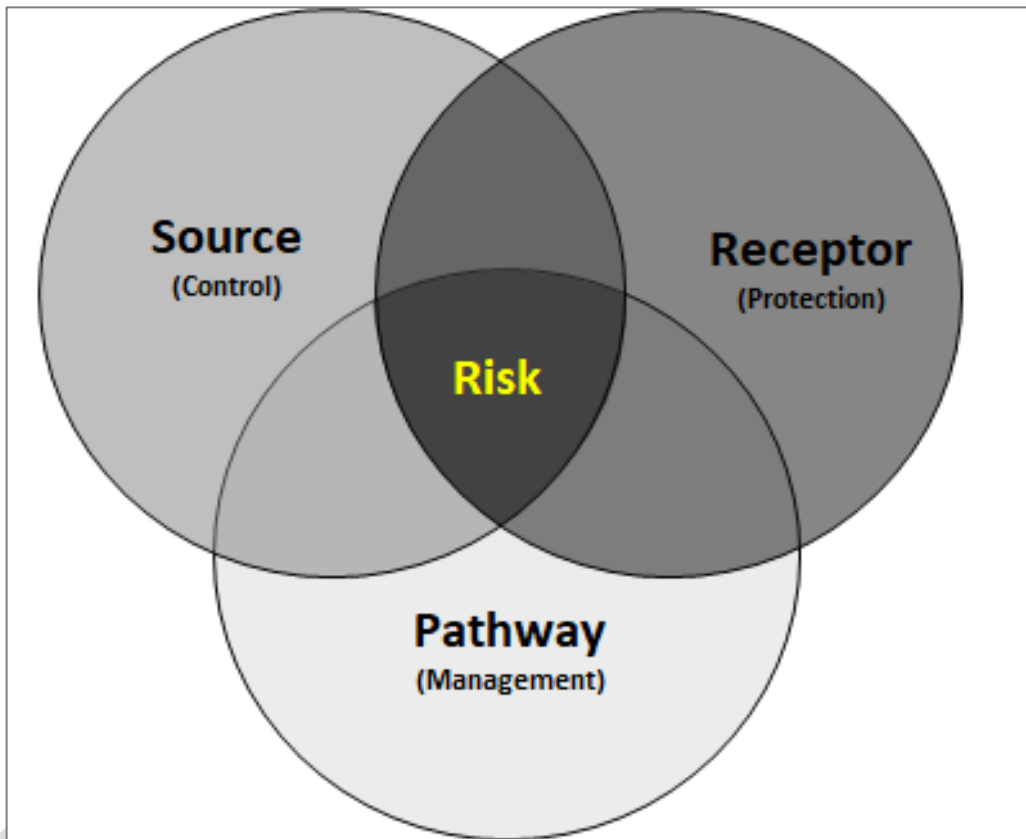 Source
(Control)
Receptor
(Protection)
Risk
Pathway
(Management)